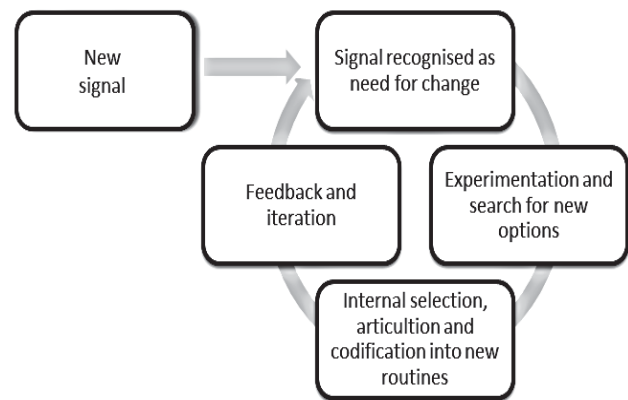 New
signal
Signal recognised as
need for change
Feedback and
iteration
Experimentation and
search for new
options
Internal selection,
articultion and
codification into new
routines